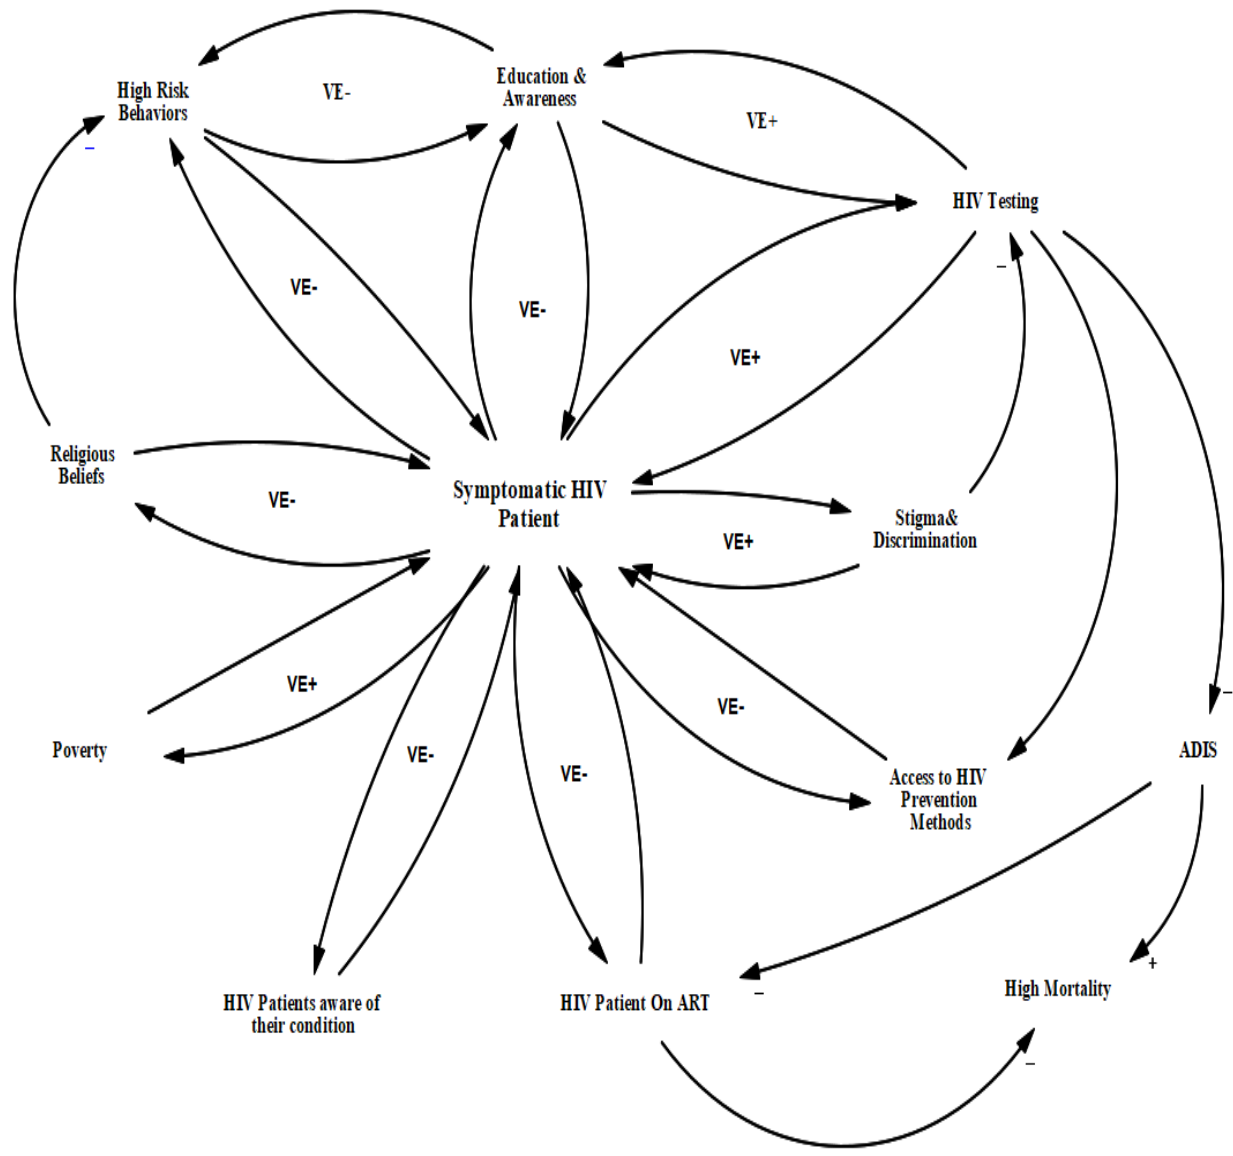 Education &
Awareness
High Risk
Behaviors
VE-
VE+
–
HIV Testing
–
VE-
VE-
VE+
Religious
Beliefs
VE-
Symptomatic HIV
Patient
Stigma&
Discrimination
VE+
VE+
VE-
–
Poverty
VE-
VE-
ADIS
Access to HIV
Prevention
Methods
+
HIV Patients aware of
their condition
HIV Patient On ART
–
High Mortality
–